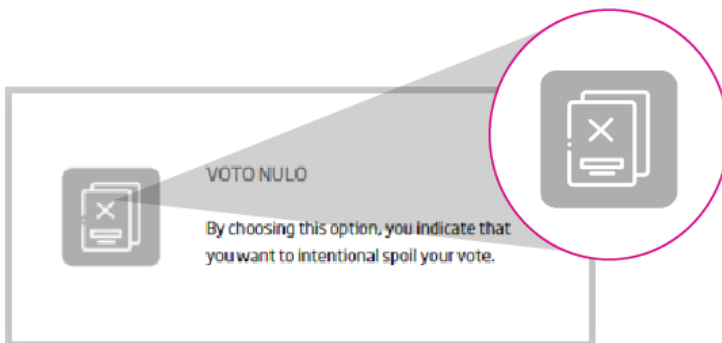 VOTO NULO
By choosing this option, you indicate that
you want to intentional spoil your vote.